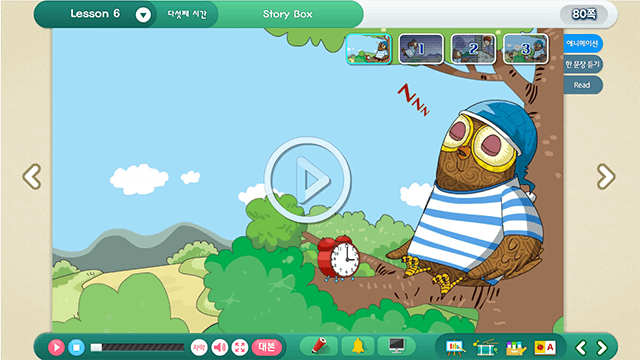 Lesson 6
다섯째 시간
Story Box
80쪽
1
2
3
애니메이션
한 문장 듣기
Read
NNN
자막
대본
A